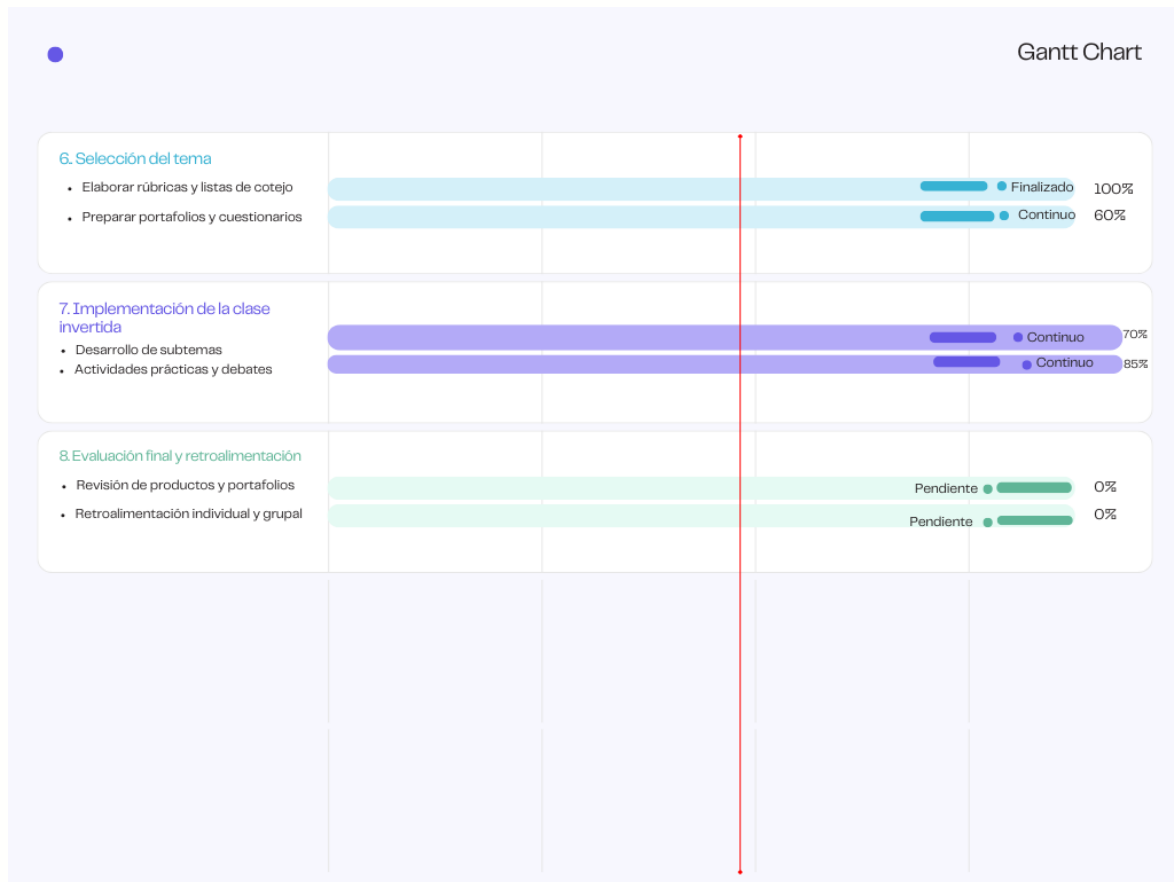 Gantt Chart
6. Selección del tema
• Elaborar rúbricas y listas de cotejo
Finalizado
100%
• Preparar portafolios y cuestionarios
Continuo
60%
7. Implementación de la clase
invertida
• Desarrollo de subtemas
Continuo
70%
• Actividades prácticas y debates
Continuo
85%
8. Evaluación final y retroalimentación
• Revisión de productos y portafolios
Pendiente
0%
• Retroalimentación individual y grupal
Pendiente
0%